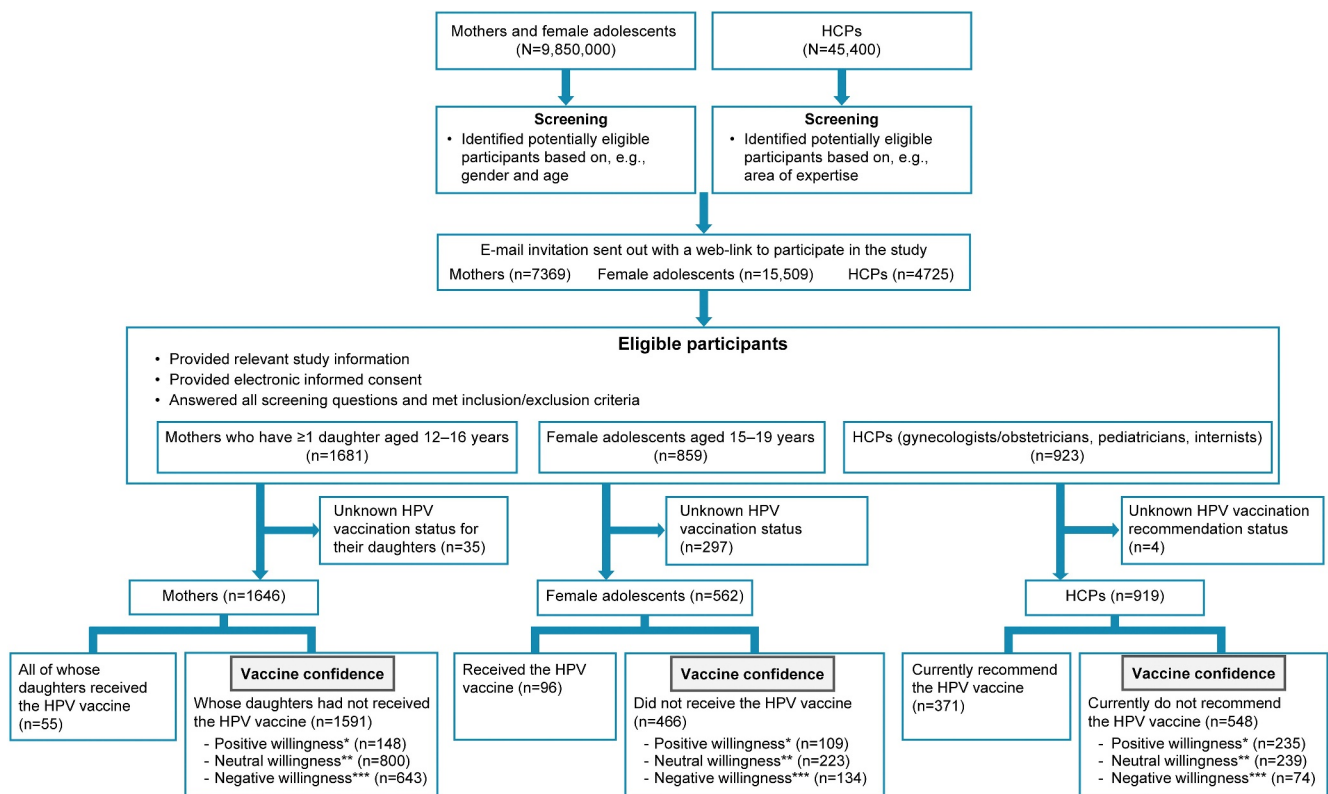 Mothers and female adolescents
(N=9,850,000)
HCPs
(N=45,400)
Screening
• Identified potentially eligible
participants based on, e.g.,
gender and age
Screening
• Identified potentially eligible
participants based on, e.g.,
area of expertise
E-mail invitation sent out with a web-link to participate in the study
Mothers (n=7369) Female adolescents (n=15,509) HCPs (n=4725)
Eligible participants
• Provided relevant study information
• Provided electronic informed consent
• Answered all screening questions and met inclusion/exclusion criteria
Mothers who have ≥1 daughter aged 12–16 years
(n=1681)
Female adolescents aged 15–19 years
(n=859)
HCPs (gynecologists/obstetricians, pediatricians, internists)
(n=923)
Unknown HPV
vaccination status for
their daughters (n=35)
Unknown HPV
vaccination status
(n=297)
Unknown HPV vaccination
recommendation status
(n=4)
Mothers (n=1646)
Female adolescents (n=562)
HCPs (n=919)
All of whose
daughters received
the HPV vaccine
(n=55)
Vaccine confidence
Whose daughters had not received
the HPV vaccine (n=1591)
- Positive willingness* (n=148)
- Neutral willingness** (n=800)
- Negative willingness*** (n=643)
Received the HPV
vaccine (n=96)
Vaccine confidence
Did not receive the HPV vaccine
(n=466)
- Positive willingness* (n=109)
- Neutral willingness** (n=223)
- Negative willingness*** (n=134)
Currently recommend
the HPV vaccine
(n=371)
Vaccine confidence
Currently do not recommend
the HPV vaccine (n=548)
- Positive willingness* (n=235)
- Neutral willingness** (n=239)
- Negative willingness*** (n=74)